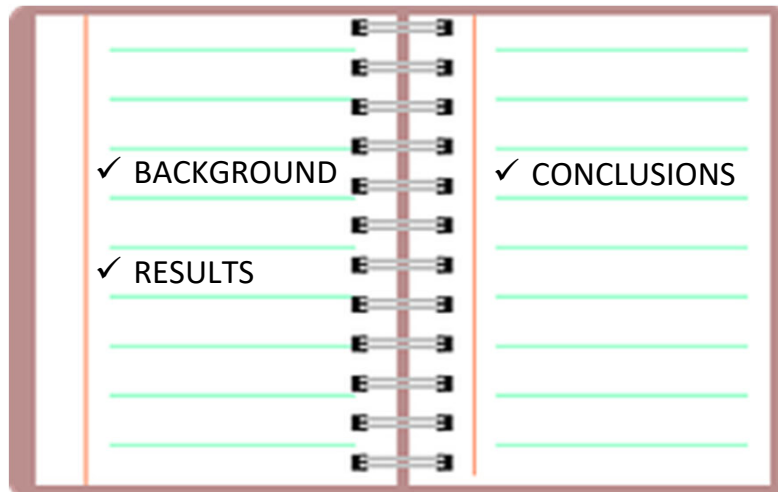 ✓ BACKGROUND
✓ RESULTS
✓ CONCLUSIONS